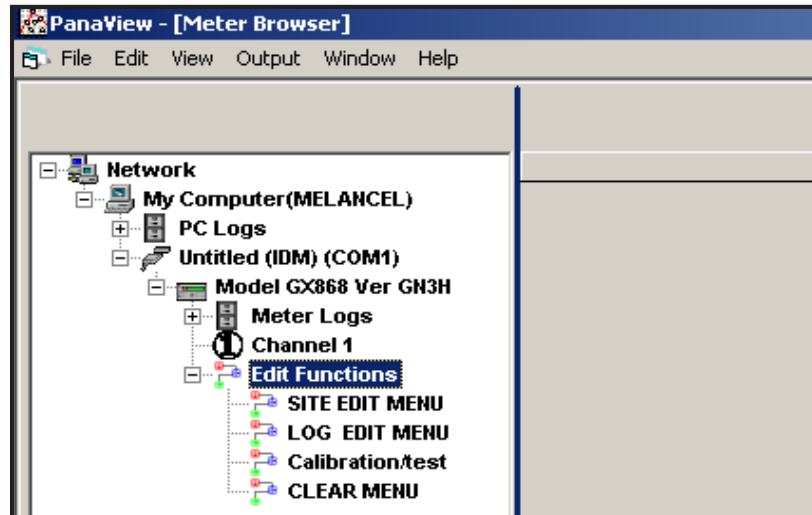 PanaView - [Meter Browser]
File Edit View Output Window Help
Network
My Computer(MELANCEL)
PC Logs
Untitled (IDM) (COM1)
Model GX868 Ver GN3H
Meter Logs
1 Channel 1
Edit Functions
SITE EDIT MENU
LOG EDIT MENU
Calibration/test
CLEAR MENU